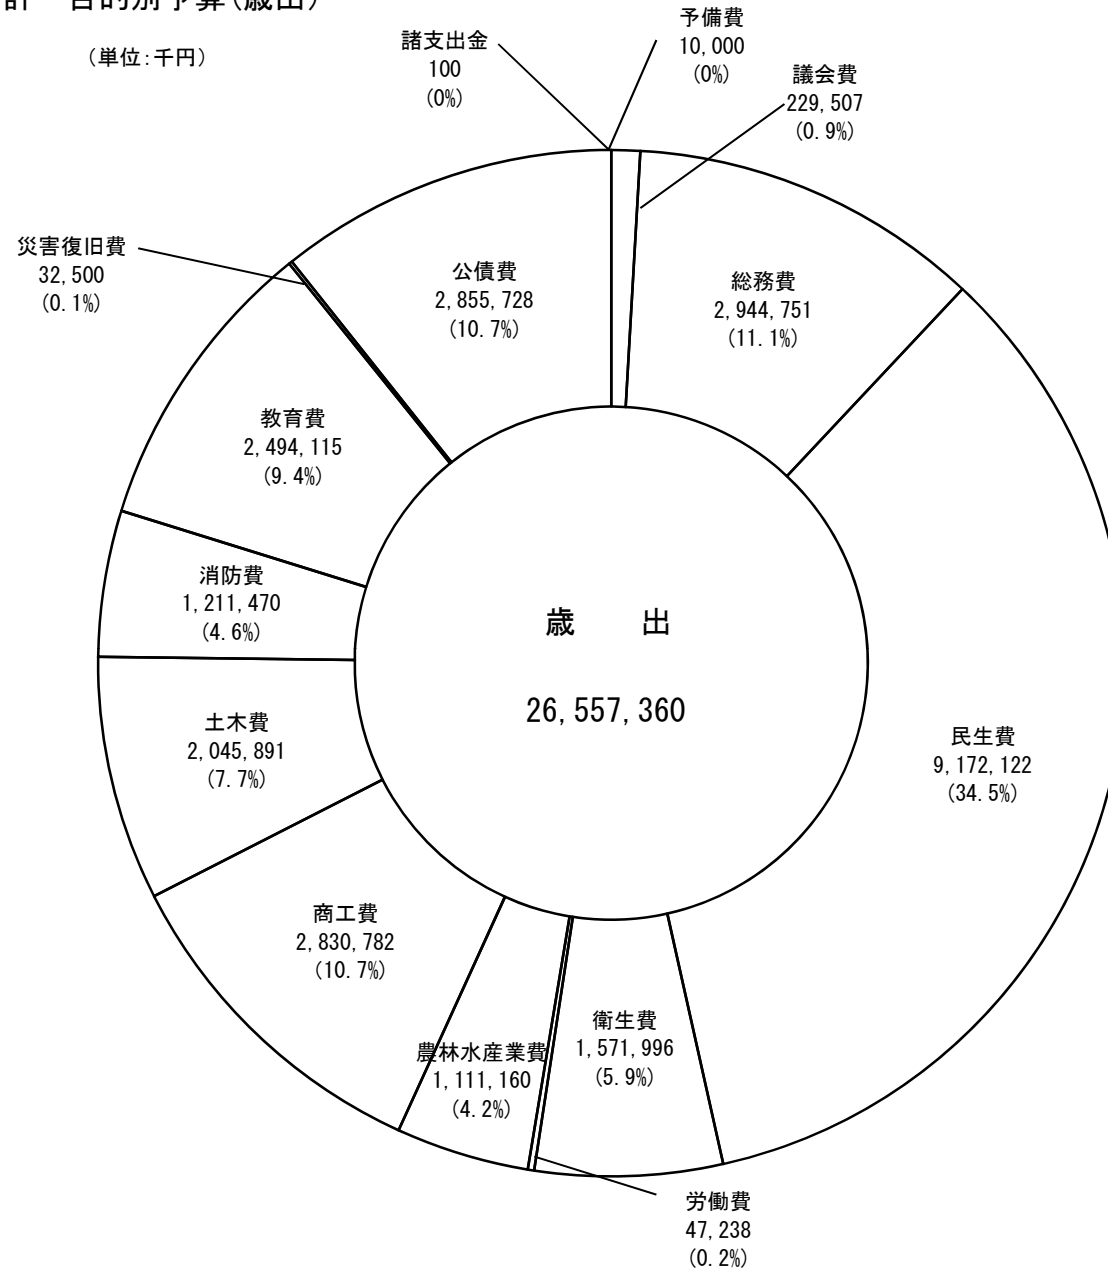 計 目的別予算(歳出)
(単位:千円)
諸支出金
100
(0%)
予備費
10,000
(0%)
議会費
229,507
(0.9%)
総務費
2,944,751
(11.1%)
民生費
9,172,122
(34.5%)
衛生費
1,571,996
(5.9%)
労働費
47,238
(0.2%)
農林水産業費
1,111,160
(4.2%)
商工費
2,830,782
(10.7%)
土木費
2,045,891
(7.7%)
消防費
1,211,470
(4.6%)
教育費
2,494,115
(9.4%)
災害復旧費
32,500
(0.1%)
公債費
2,855,728
(10.7%)
歳 出
26,557,360